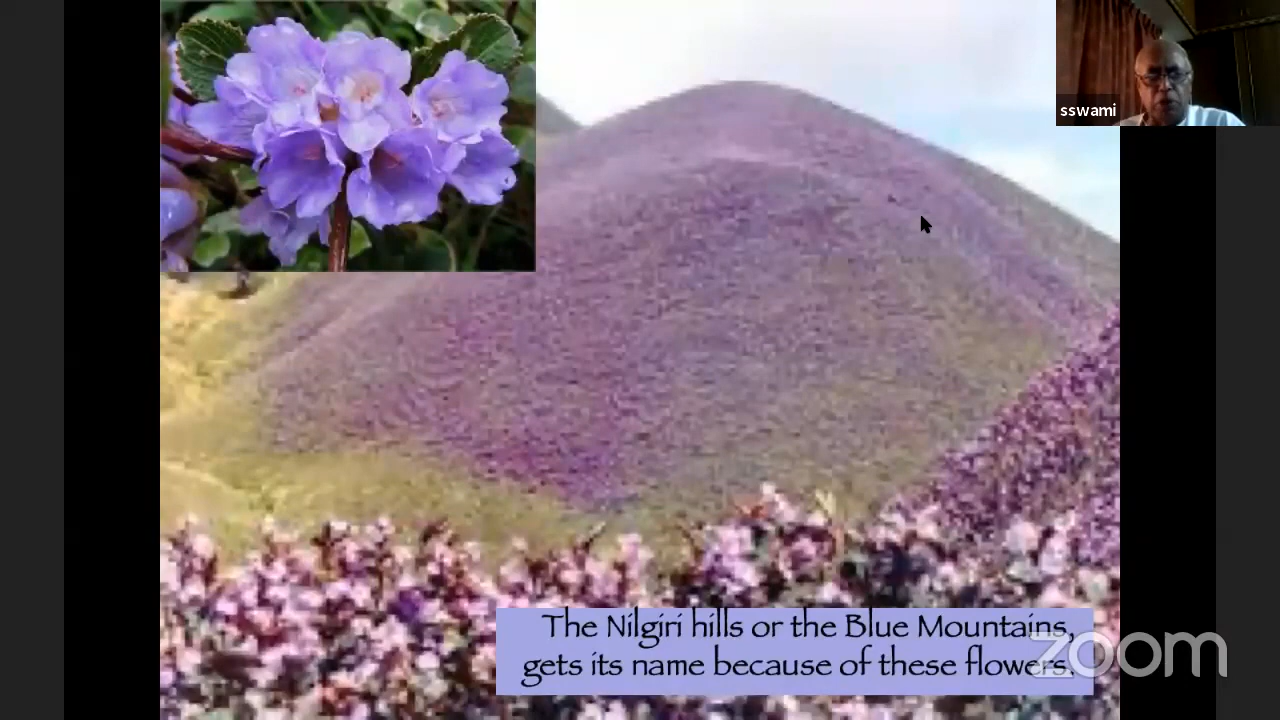 sswami
The Nilgiri hills or the Blue Mountains,
gets its name because of these flowers.
zoom